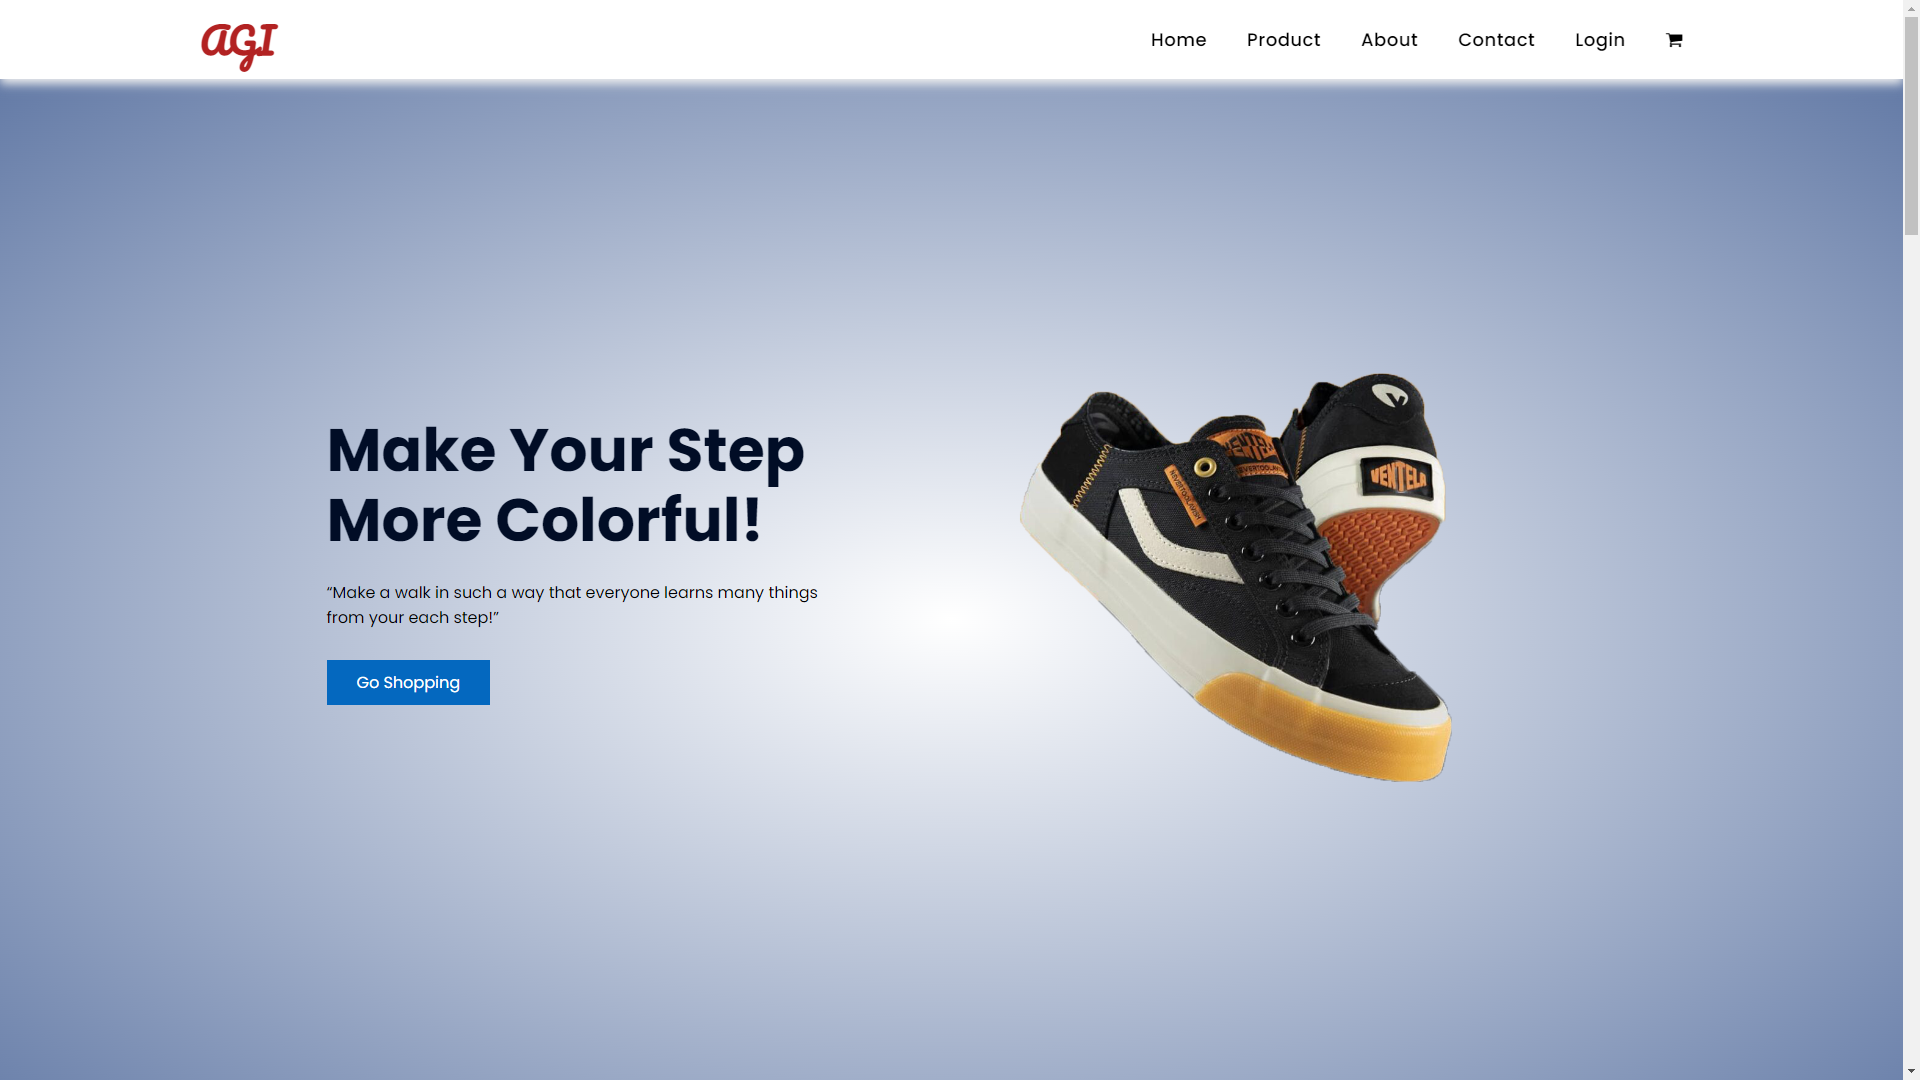 AGI
Home
Product
About
Contact
Login
Make Your Step
More Colorful!
“Make a walk in such a way that everyone learns many things
from your each step!”
Go Shopping
VENTELA
VENTELA